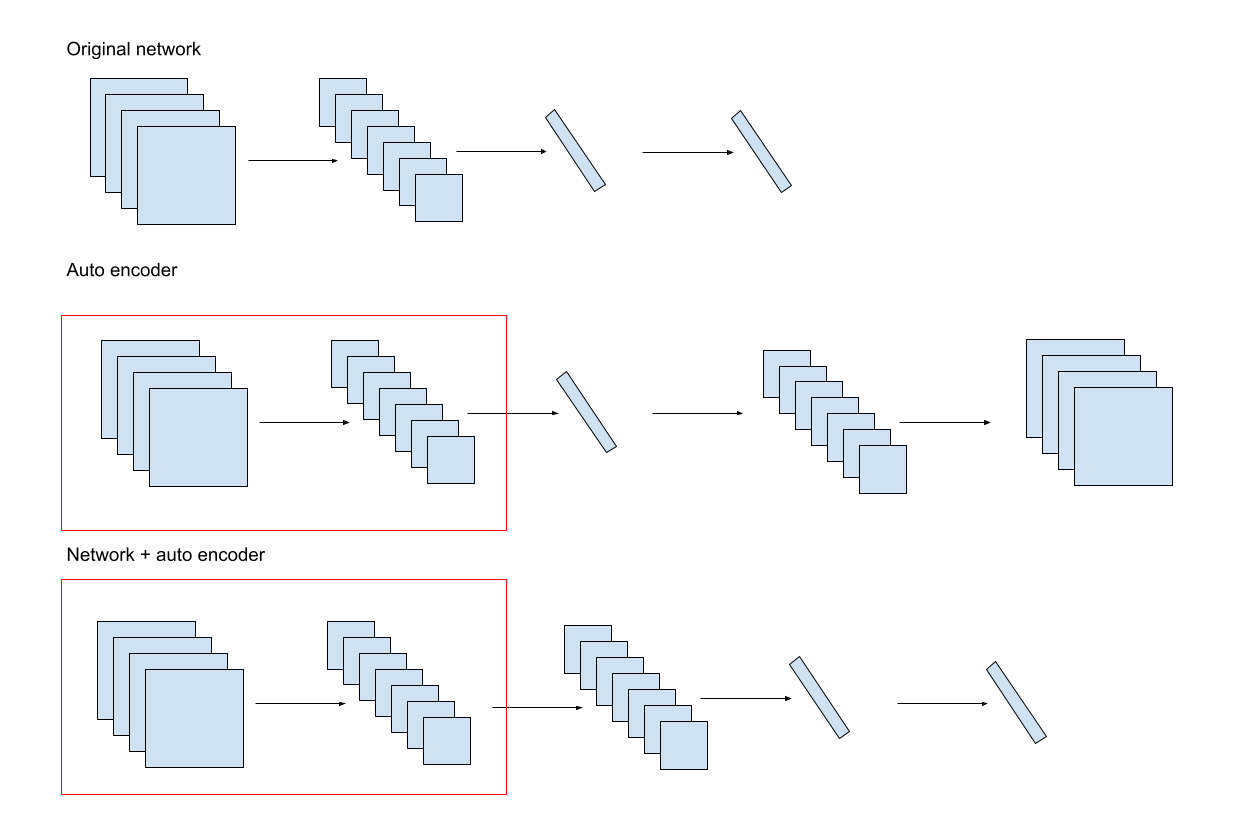 Original network
Auto encoder
Network + auto encoder